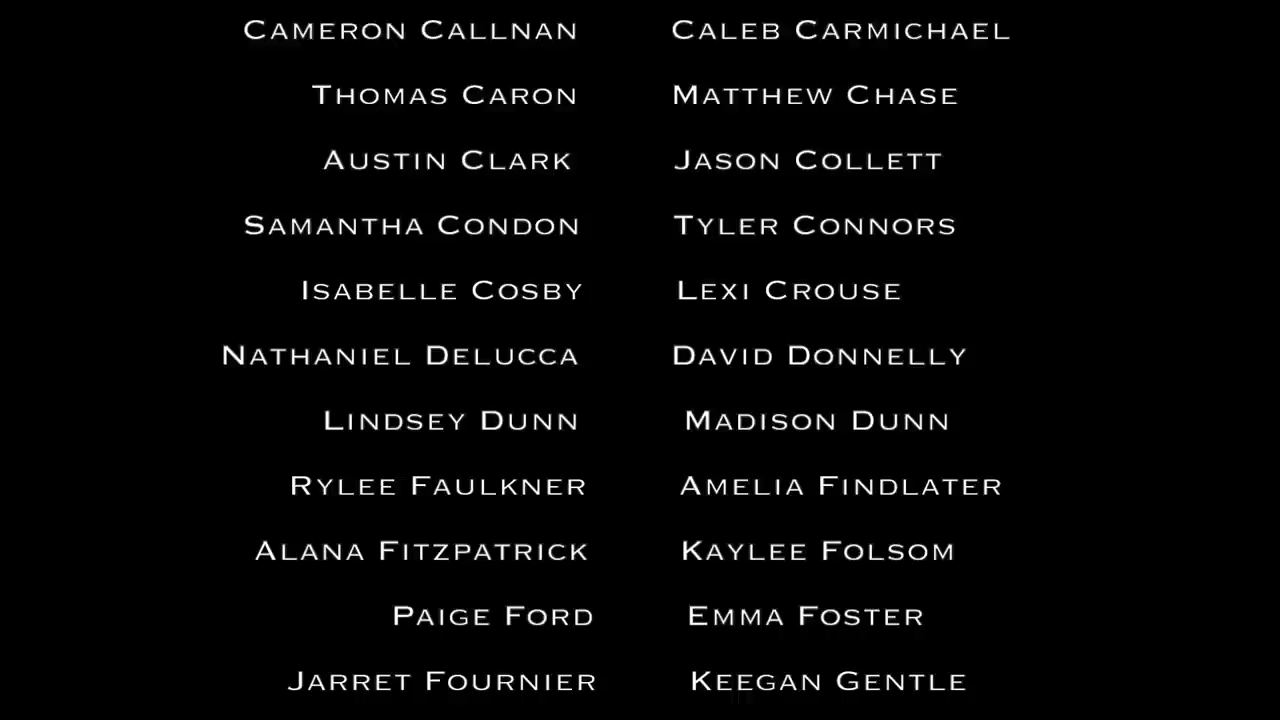 Cameron Callnan Caleb Carmichael
Thomas Caron Matthew Chase
Austin Clark Jason Collett
Samantha Condon Tyler Connors
Isabelle Cosby Lexi Crouse
Nathaniel Delucca David Donnelly
Lindsey Dunn Madison Dunn
Rylee Faulkner Amelia Findlater
Alana Fitzpatrick Kaylee Folsom
Paige Ford Emma Foster
Jarret Fournier Keegan Gentle